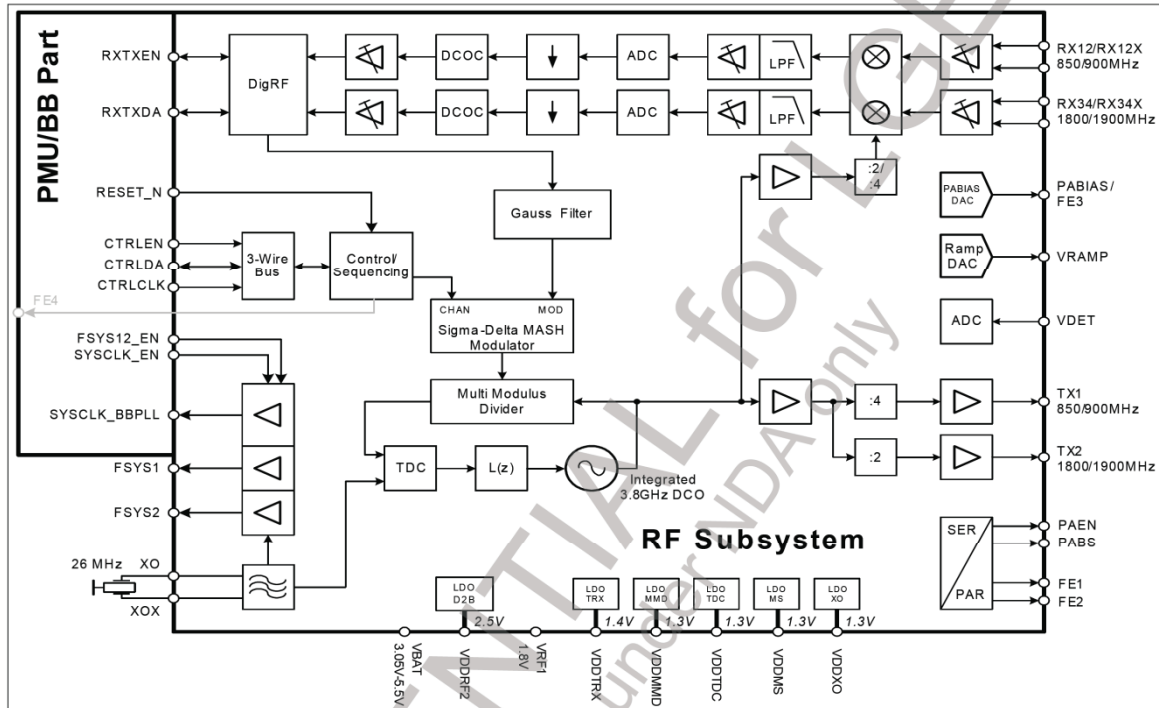 PMU/BB Part
RXTXEN
RXTXDA
RESET_N
CTRLEN
CTRLDA
CTRLCLK
FE4
FSYS12_EN
SYSCLK_EN
SYSCLK_BBPLL
FSYS1
FSYS2
26 MHz
XO
XOX
DigRF
DCOC
ADC
LPF
DCOC
ADC
LPF
RX12/RX12X
850/900MHz
RX34/RX34X
1800/1900MHz
:2/
:4
Gauss Filter
3-Wire
Bus
Control/
Sequencing
CHAN
MOD
Sigma-Delta MASH
Modulator
Multi Modulus
Divider
TDC
L(z)
Integrated
3.8GHz DCO
PABIAS
DAC
PABIAS/
FE3
Ramp
DAC
VRAMP
ADC
VDET
:4
TX1
850/900MHz
:2
TX2
1800/1900MHz
RF Subsystem
SER
PAR
PAEN
PABS
FE1
FE2
LDO
D2B
LDO
TRX
LDO
MMD
LDO
TDC
LDO
MS
LDO
XO
2.5V
1.4V
1.3V
1.3V
1.3V
1.3V
VBAT
3.05V-5.5V
VDDRF2
VRF1
1.8V
VDDTRX
VDDMMD
VDDTDC
VDDMS
VDDXO
NTIAL for LGE
under NDA only